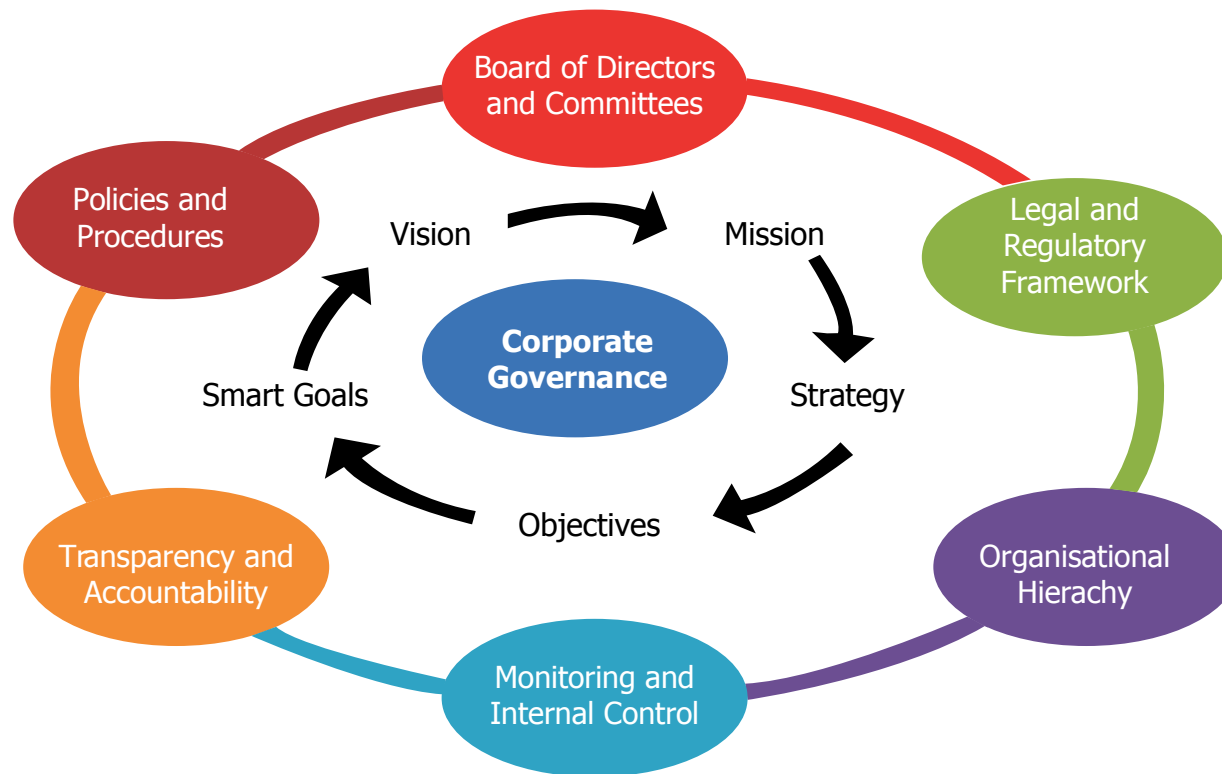 Board of Directors
and Committees
Policies and
Procedures
Legal and
Regulatory
Framework
Vision
Mission
Corporate
Governance
Smart Goals
Strategy
Objectives
Transparency and
Accountability
Organisational
Hierachy
Monitoring and
Internal Control